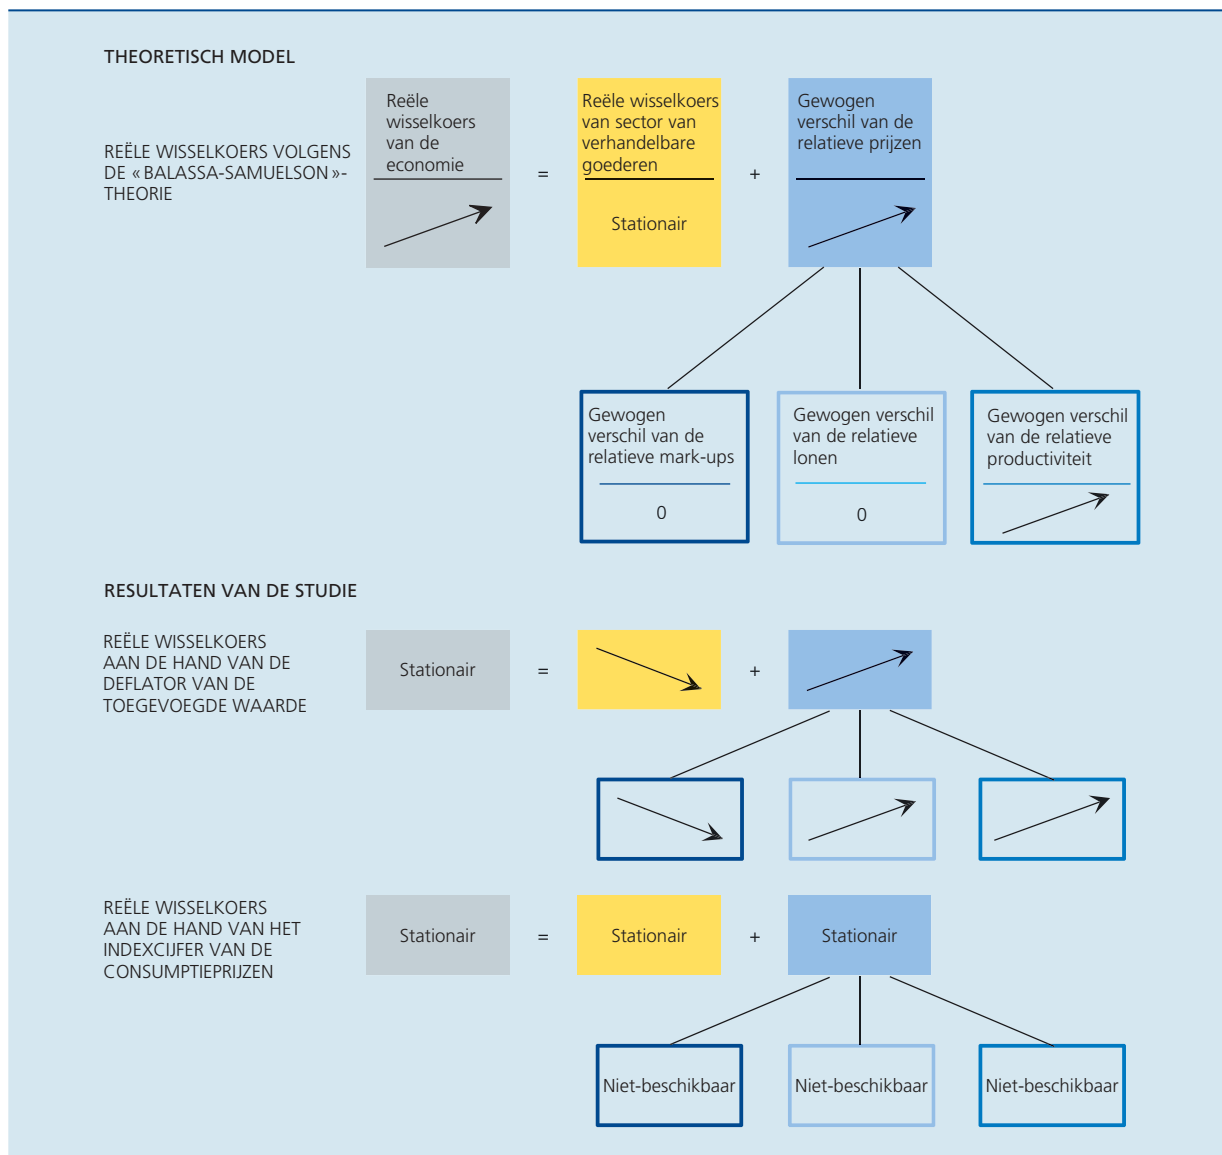 THEORETISCH MODEL
REËLE WISSELKOERS VOLGENS
DE «BALASSA-SAMUELSON»-
THEORIE
Reële
wisselkoers
van de
economie
=
Reële wisselkoers
van sector van
verhandelbare
goederen
Stationair
+
Gewogen
verschil van de
relatieve prijzen
Gewogen
verschil van de
relatieve mark-ups
0
Gewogen verschil
van de relatieve
lonen
0
Gewogen verschil
van de relatieve
productiviteit
RESULTATEN VAN DE STUDIE
REËLE WISSELKOERS
AAN DE HAND VAN DE
DEFLATOR VAN DE
TOEGEVOEGDE WAARDE
Stationair
=
+
REËLE WISSELKOERS
AAN DE HAND VAN HET
INDEXCIJFER VAN DE
CONSUMPTIEPRIJZEN
Stationair
=
Stationair
+
Stationair
Niet-beschikbaar
Niet-beschikbaar
Niet-beschikbaar